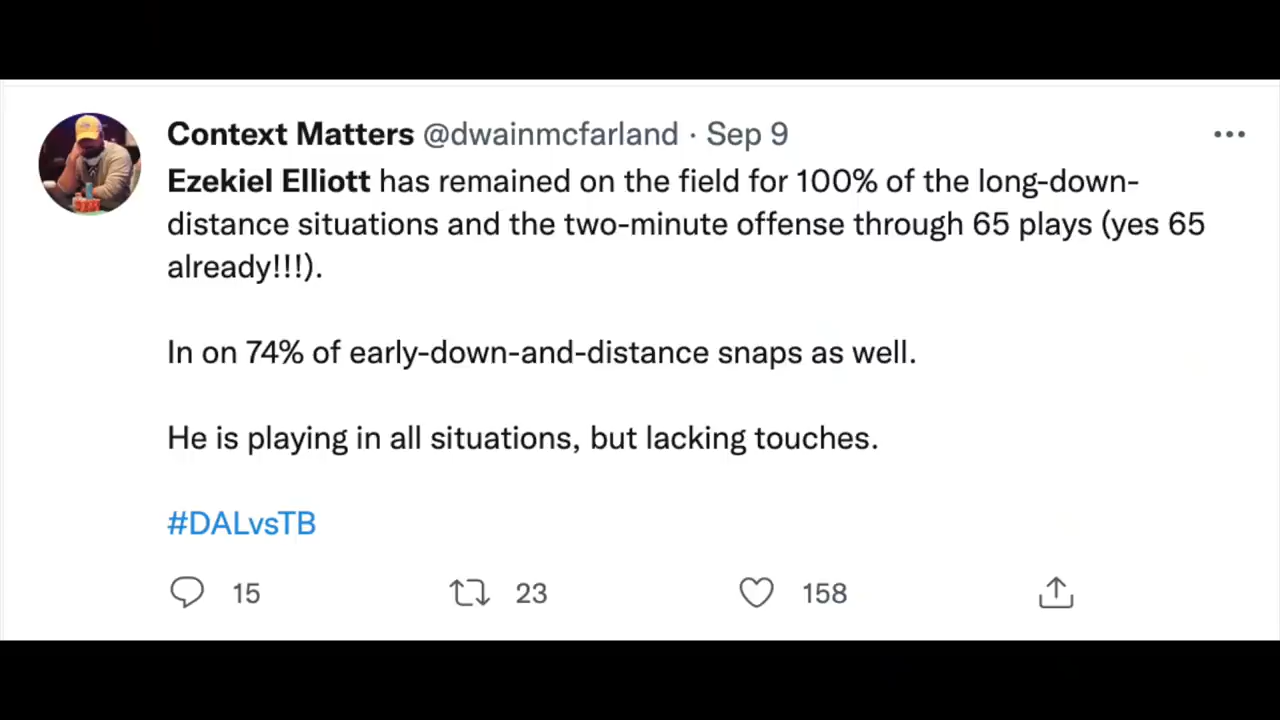 Context Matters @dwainmcfarland · Sep 9
Ezekiel Elliott has remained on the field for 100% of the long-down-
distance situations and the two-minute offense through 65 plays (yes 65
already!!!).
In on 74% of early-down-and-distance snaps as well.
He is playing in all situations, but lacking touches.
#DALvsTB
15 23 158